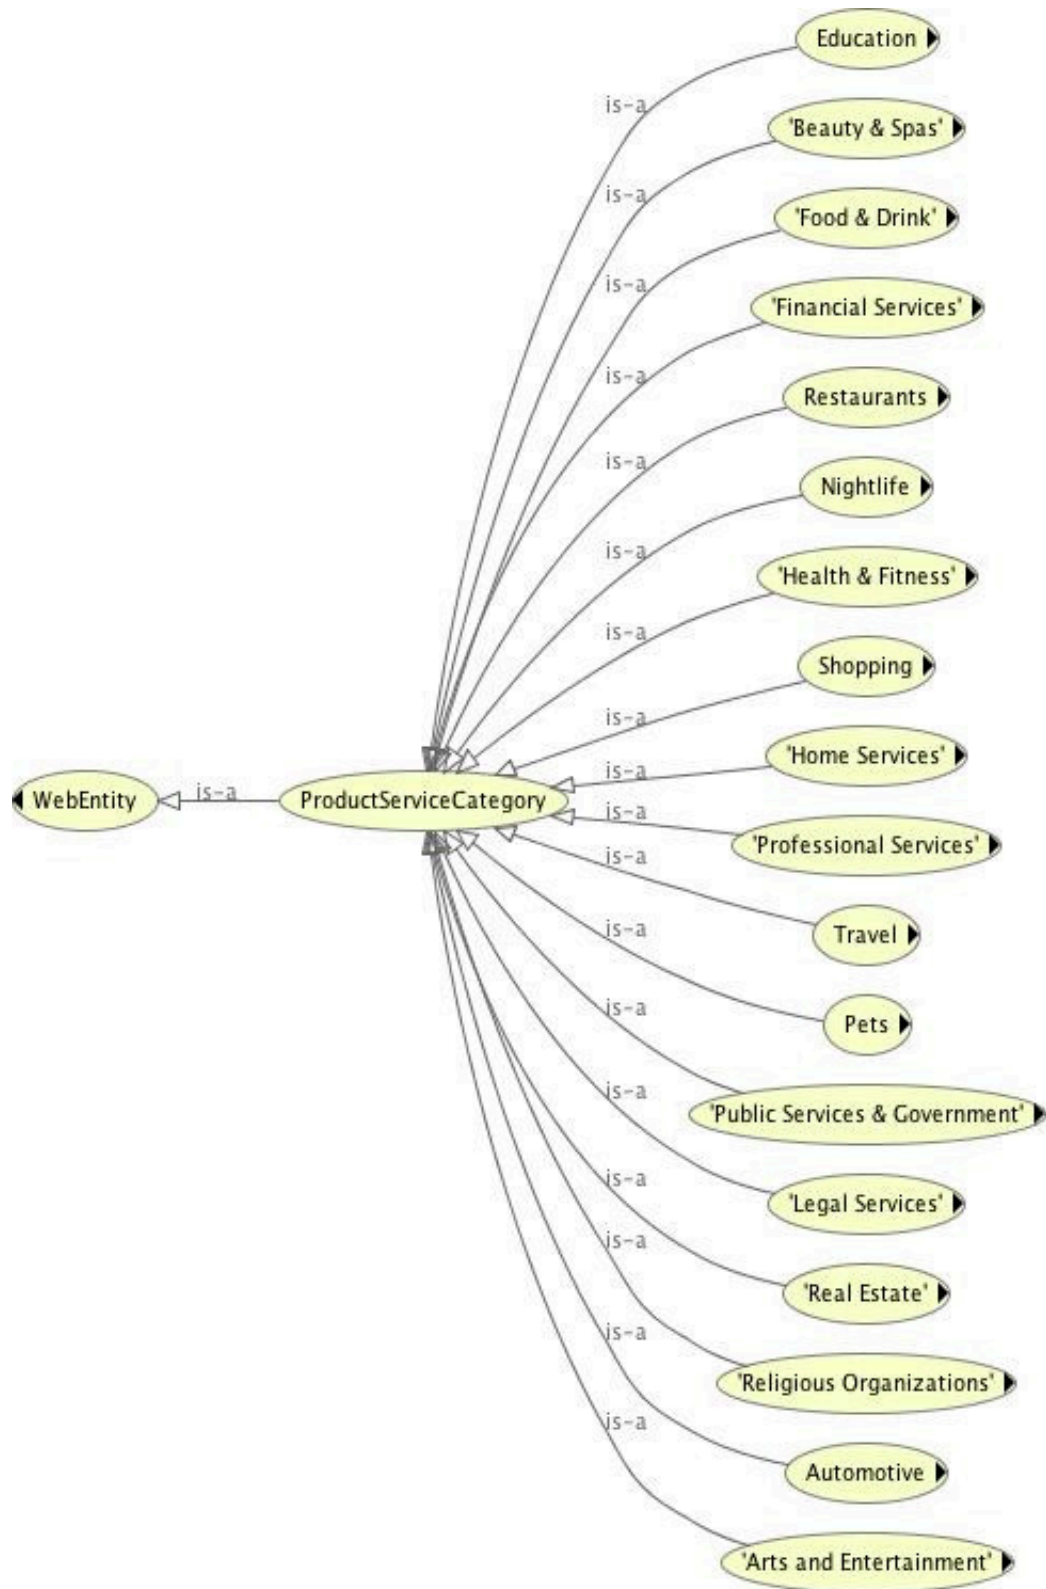 Education
is-a
'Beauty & Spas'
is-a
'Food & Drink'
is-a
'Financial Services'
is-a
Restaurants
is-a
Nightlife
is-a
'Health & Fitness'
is-a
Shopping
is-a
'Home Services'
is-a
WebEntity
is-a
ProductServiceCategory
is-a
'Professional Services'
is-a
Travel
is-a
Pets
is-a
'Public Services & Government'
is-a
'Legal Services'
is-a
'Real Estate'
is-a
'Religious Organizations'
is-a
Automotive
is-a
'Arts and Entertainment'